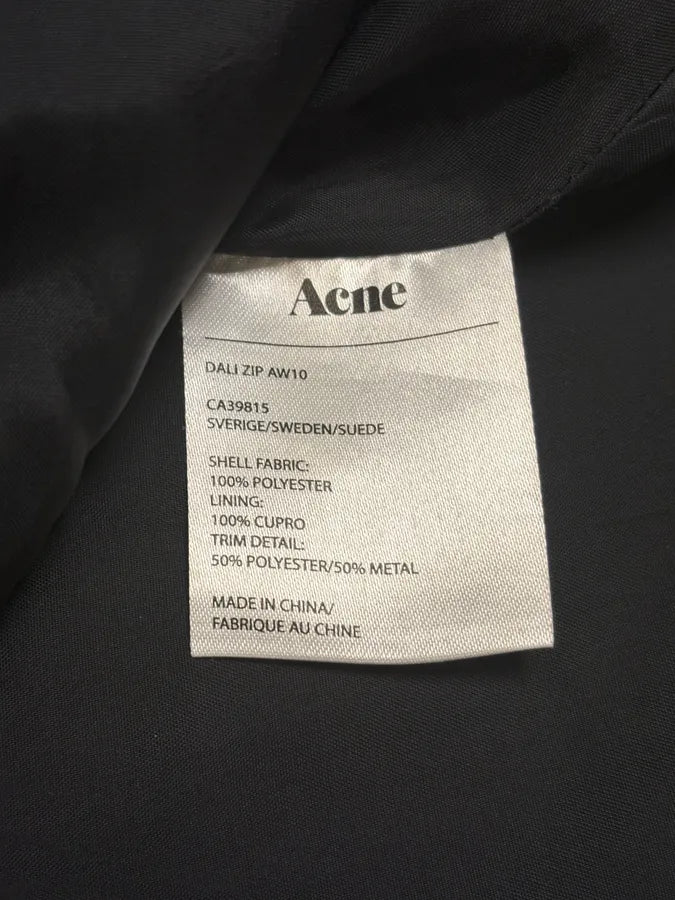 Acne
DALI ZIP AW10
CA39815
SVERIGE/SWEDEN/SUEDE
SHELL FABRIC:
100% POLYESTER
LINING:
100% CUPRO
TRIM DETAIL:
50% POLYESTER/50% METAL
MADE IN CHINA/
FABRIQUE AU CHINE